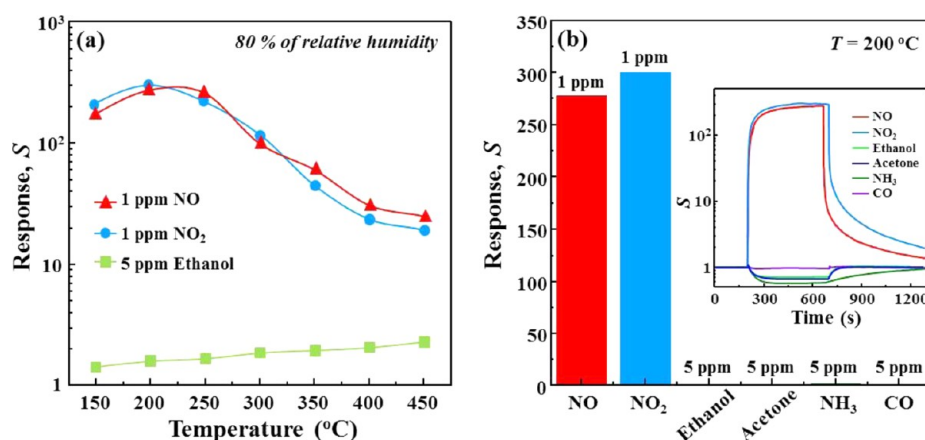 (a)
80 % of relative humidity
Response, S
10³
10²
10
1
1 ppm NO
1 ppm NO₂
5 ppm Ethanol
150 200 250 300 350 400 450
Temperature (°C)
(b)
T = 200 °C
Response, S
350
300
250
200
150
100
50
0
1 ppm
1 ppm
5 ppm
5 ppm
5 ppm
5 ppm
NO
NO₂
Ethanol
Acetone
NH₃
CO
S
10²
10
1
NO
NO₂
Ethanol
Acetone
NH₃
CO
0 300 600 900 1200
Time (s)